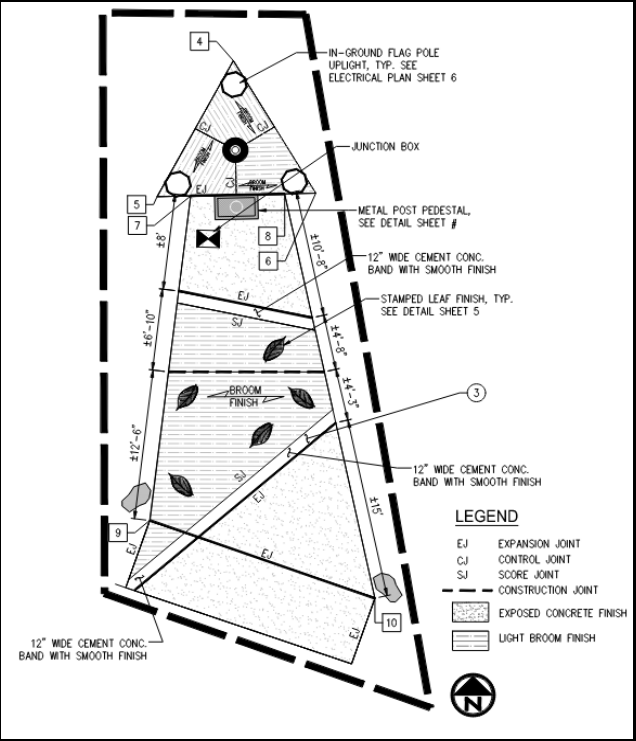 4
IN-GROUND FLAG POLE
UPLIGHT, TYP. SEE
ELECTRICAL PLAN SHEET 6
BROOM
FINISH
CJ
CJ
JUNCTION BOX
BROOM
FINISH
CJ
BROOM
FINISH
EJ
5
7
8
6
METAL POST PEDESTAL,
SEE DETAIL SHEET #
±8'
±10'-8"
12" WIDE CEMENT CONC.
BAND WITH SMOOTH FINISH
EJ
SJ
STAMPED LEAF FINISH, TYP.
SEE DETAIL SHEET 5
±6'-10"
±4'-8"
±4'-3"
BROOM
FINISH
3
±12'-6"
12" WIDE CEMENT CONC.
BAND WITH SMOOTH FINISH
SJ
EJ
±15'
9
EJ
EJ
10
EJ
12" WIDE CEMENT CONC.
BAND WITH SMOOTH FINISH
LEGEND
EJ EXPANSION JOINT
CJ CONTROL JOINT
SJ SCORE JOINT
CONSTRUCTION JOINT
EXPOSED CONCRETE FINISH
LIGHT BROOM FINISH
N